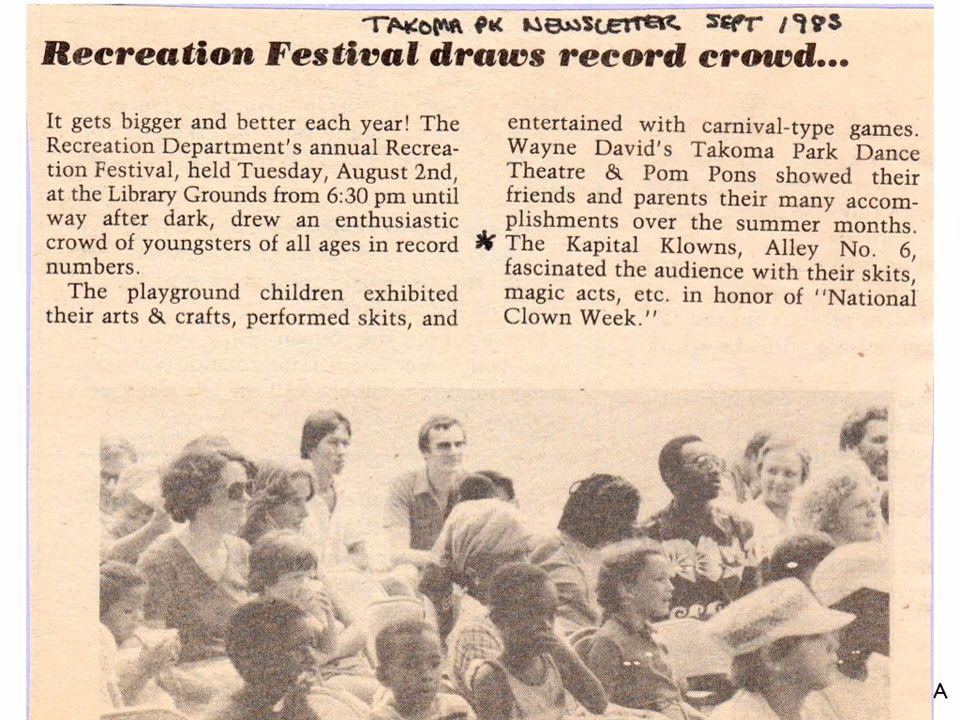 TAKOMA PK NEWSLETTER SEPT 1983
Recreation Festival draws record crowd...
It gets bigger and better each year! The
Recreation Department's annual Recrea-
tion Festival, held Tuesday, August 2nd,
at the Library Grounds from 6:30 pm until
way after dark, drew an enthusiastic
crowd of youngsters of all ages in record
numbers.
The playground children exhibited
their arts & crafts, performed skits, and
entertained with carnival-type games.
Wayne David's Takoma Park Dance
Theatre & Pom Pons showed their
friends and parents their many accom-
plishments over the summer months.
* The Kapital Klowns, Alley No. 6,
fascinated the audience with their skits,
magic acts, etc. in honor of "National
Clown Week."
A